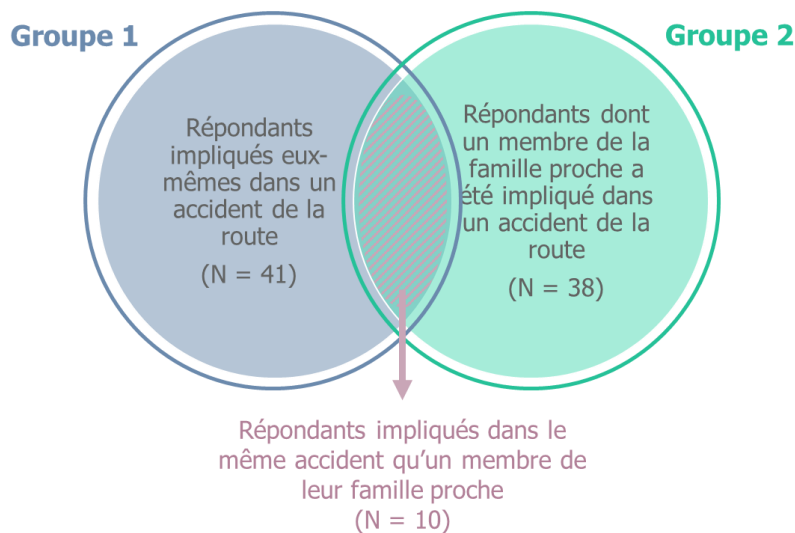 Groupe 1
Groupe 2
Répondants
impliqués eux-
mêmes dans un
accident de la
route
(N = 41)
Répondants dont
un membre de la
famille proche a
été impliqué dans
un accident de la
route
(N = 38)
Répondants impliqués dans le
même accident qu’un membre de
leur famille proche
(N = 10)